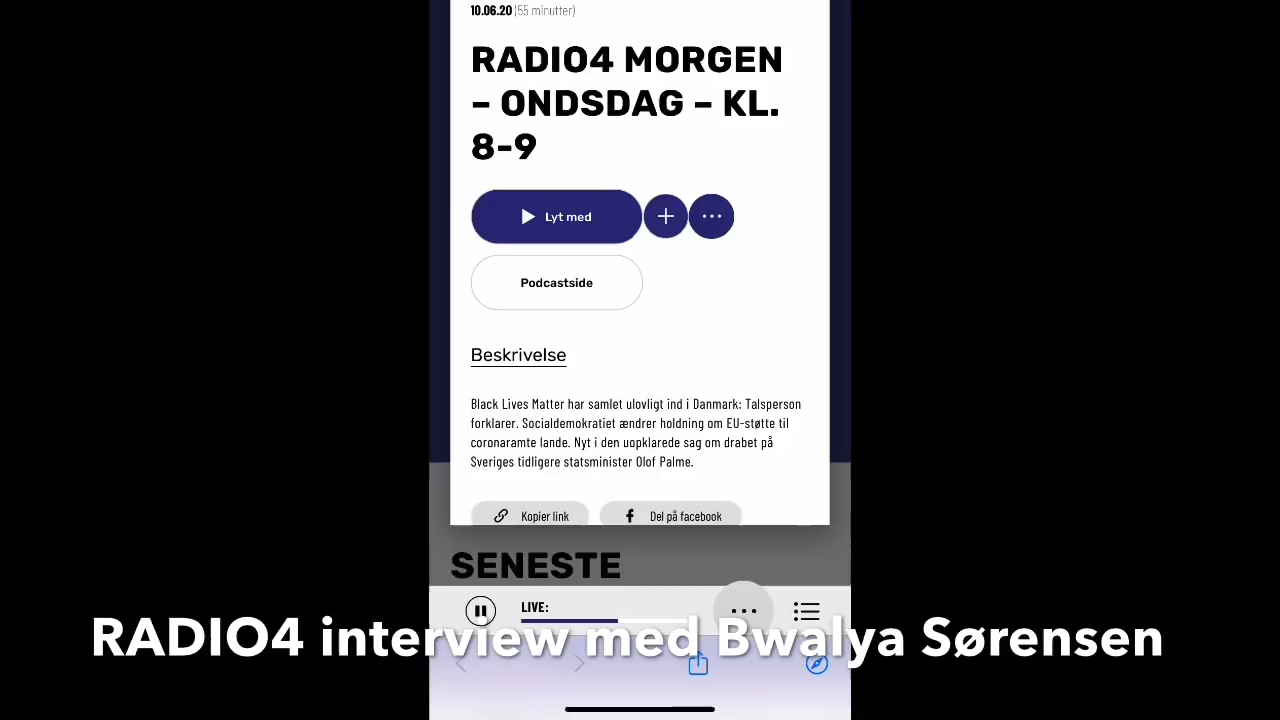 10.06.20 (55 minutter)
RADIO4 MORGEN
– ONDSDAG – KL.
8-9
Lyt med
Podcastside
Beskrivelse
Black Lives Matter har samlet ulovligt ind i Danmark: Talsperson
forklarer. Socialdemokratiet ændrer holdning om EU-støtte til
coronaramte lande. Nyt i den uopklarede sag om drabet på
Sveriges tidligere statsminister Olof Palme.
Kopier link
Del på facebook
SENESTE
LIVE:
RADIO4 interview med Bwalya Sørensen